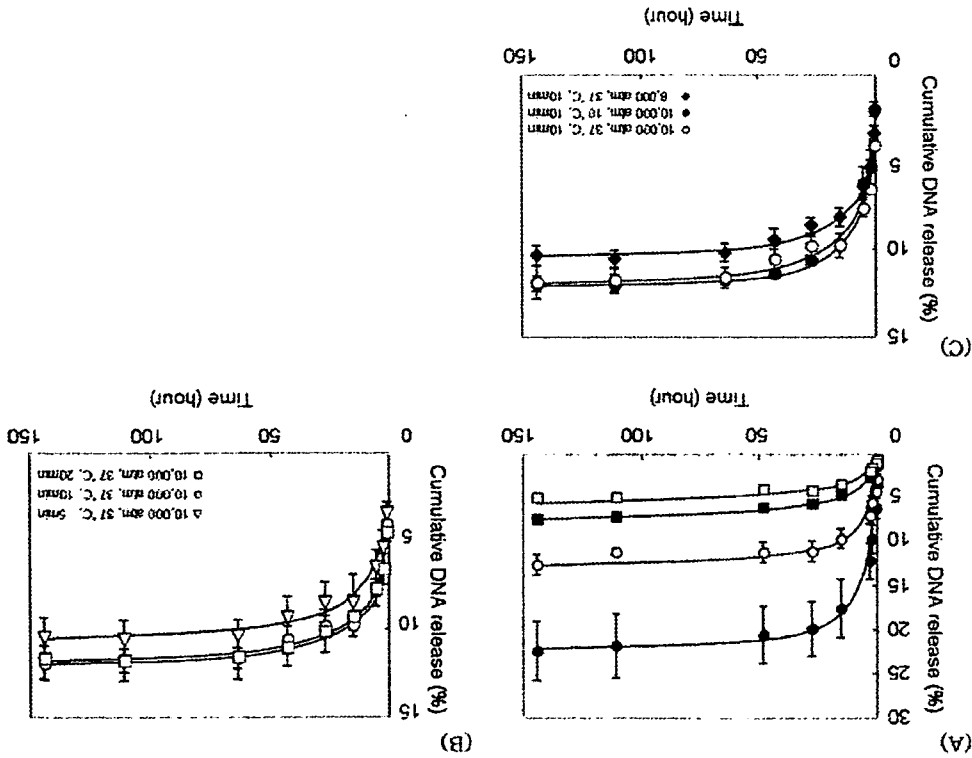 (A)
Cumulative DNA release (%)
30
25
20
15
10
5
0
50
100
150
Time (hour)
(B)
Cumulative DNA release (%)
15
10
5
0
50
100
150
Time (hour)
10,000 atm, 37˚C, 5min
10,000 atm, 37˚C, 10min
10,000 atm, 37˚C, 20min
(C)
Cumulative DNA release (%)
15
10
5
0
50
100
150
Time (hour)
10,000 atm, 37˚C, 10min
10,000 atm, 10˚C, 10min
atm, 37˚C, 10min